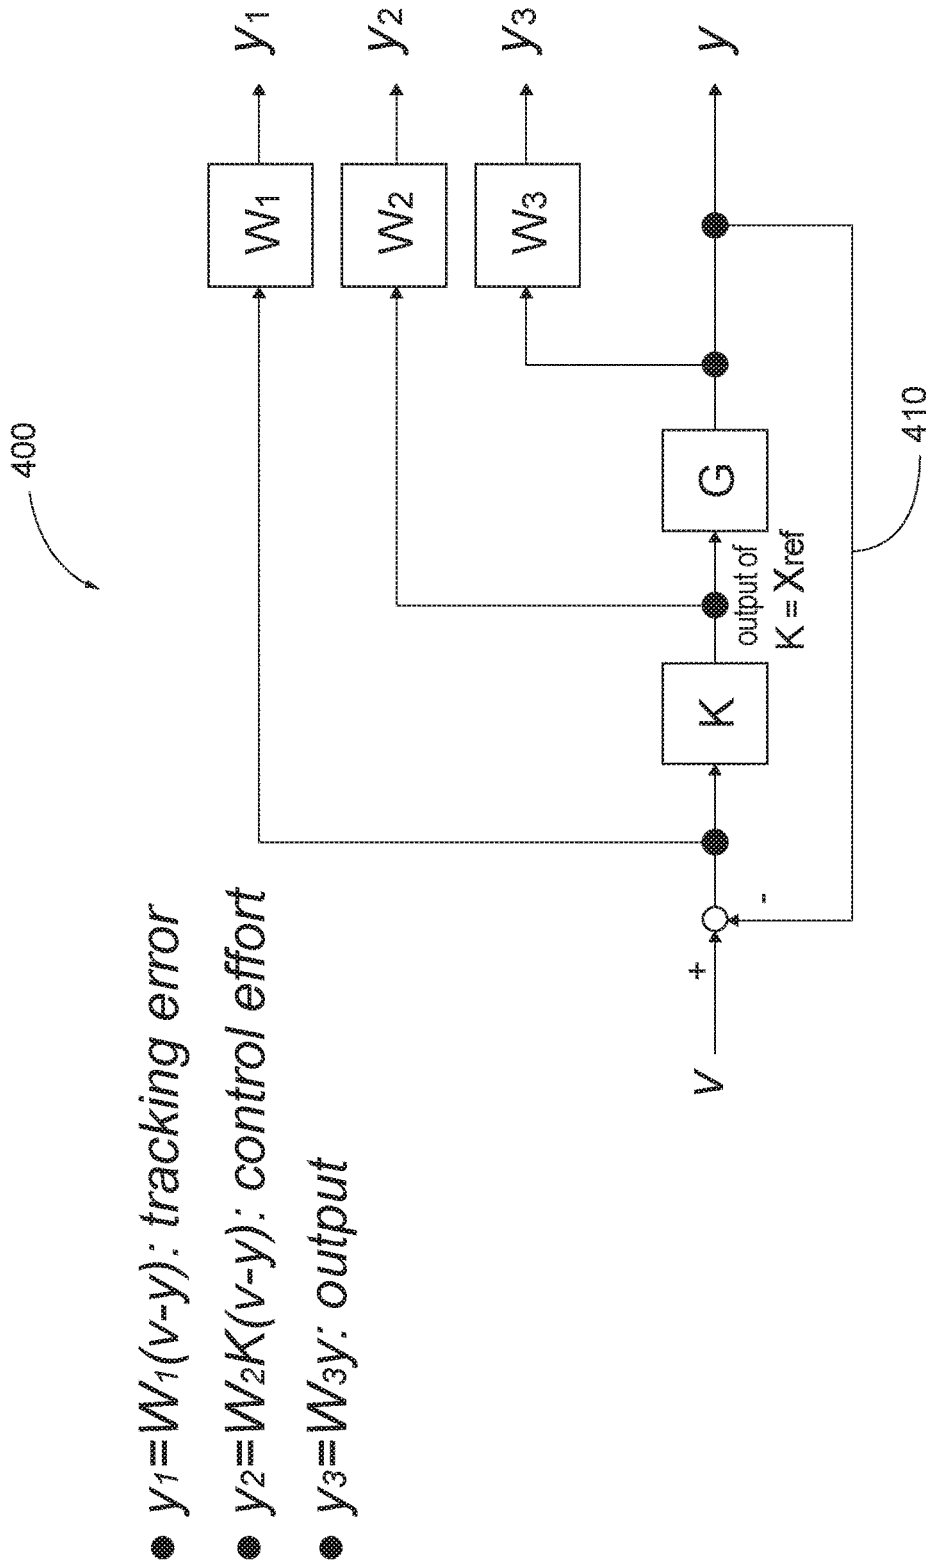 ● y1=W1(v-y): tracking error
● y2=W2K(v-y): control effort
● y3=W3y: output
400
W1
y1
W2
y2
W3
y3
v
+
-
K
output of
K = Xref
G
y
410